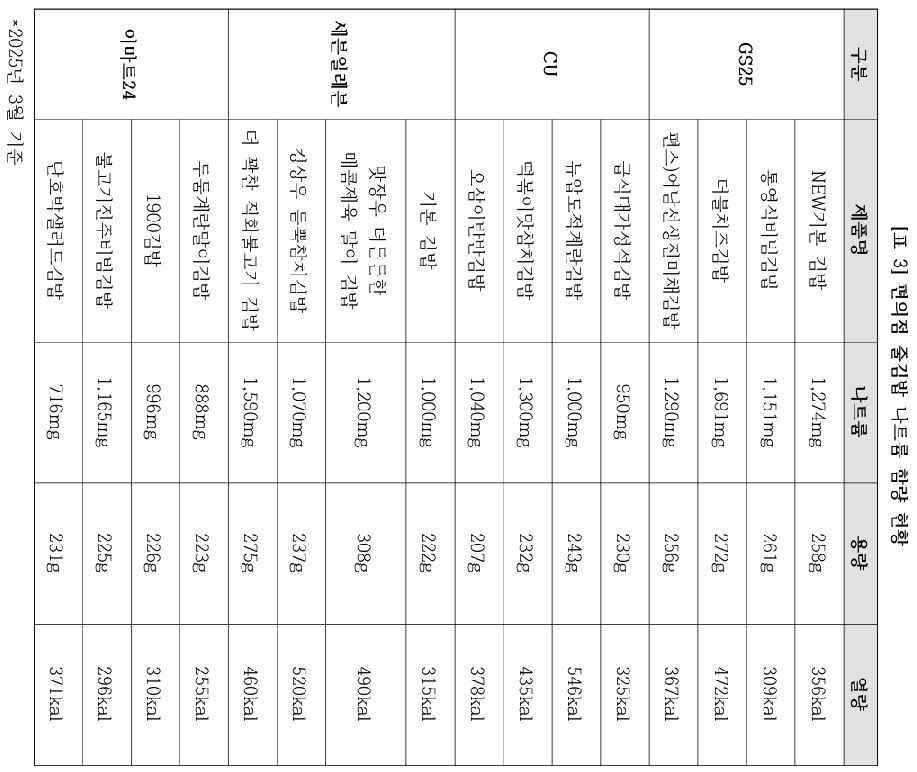 [표 3] 편의점 줄김밥 나트륨 함량 현황
구분 제품명 나트륨 용량 열량
GS25
NEW기본 김밥 1,274mg 258g 356kal
통영식비빔김밥 1,151mg 261g 309kal
더블치즈김밥 1,691mg 272g 472kal
편스)어남선생진미채김밥 1,290mg 256g 367kal
CU
급식대가성석김밥 950mg 230g 325kal
뉴압도적계란김밥 1,000mg 243g 546kal
떡볶이맛참치김밥 1,300mg 232g 435kal
오삼이반반김밥 1,040mg 207g 378kal
세븐일레븐
기본 김밥 1,000mg 222g 315kal
맛장우 더든든한
매콤제육 말이 김밥 1,200mg 308g 490kal
킹상우 듬뿍참치김밥 1,070mg 237g 520kal
더 꽉찬 직화불고기 김밥 1,590mg 275g 460kal
이마트24
두툼계란말이김밥 888mg 223g 255kal
1900김밥 996mg 226g 310kal
불고기전주비빔김밥 1,165mg 225g 296kal
단호박샐러드김밥 716mg 231g 371kal
*2025년 3월 기준